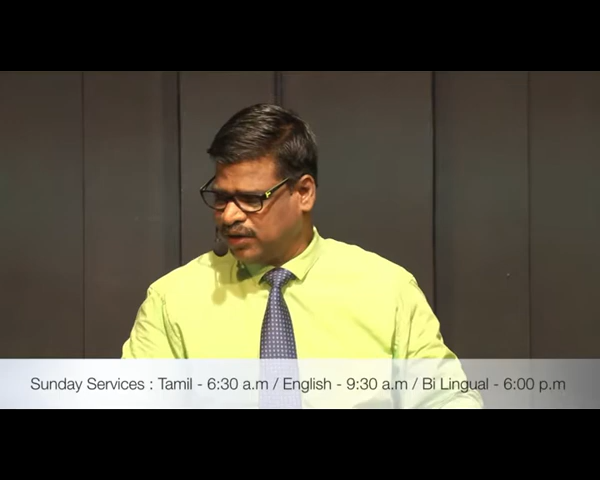 Sunday Services : Tamil - 6:30 a.m / English - 9:30 a.m / Bi Lingual - 6:00 p.m